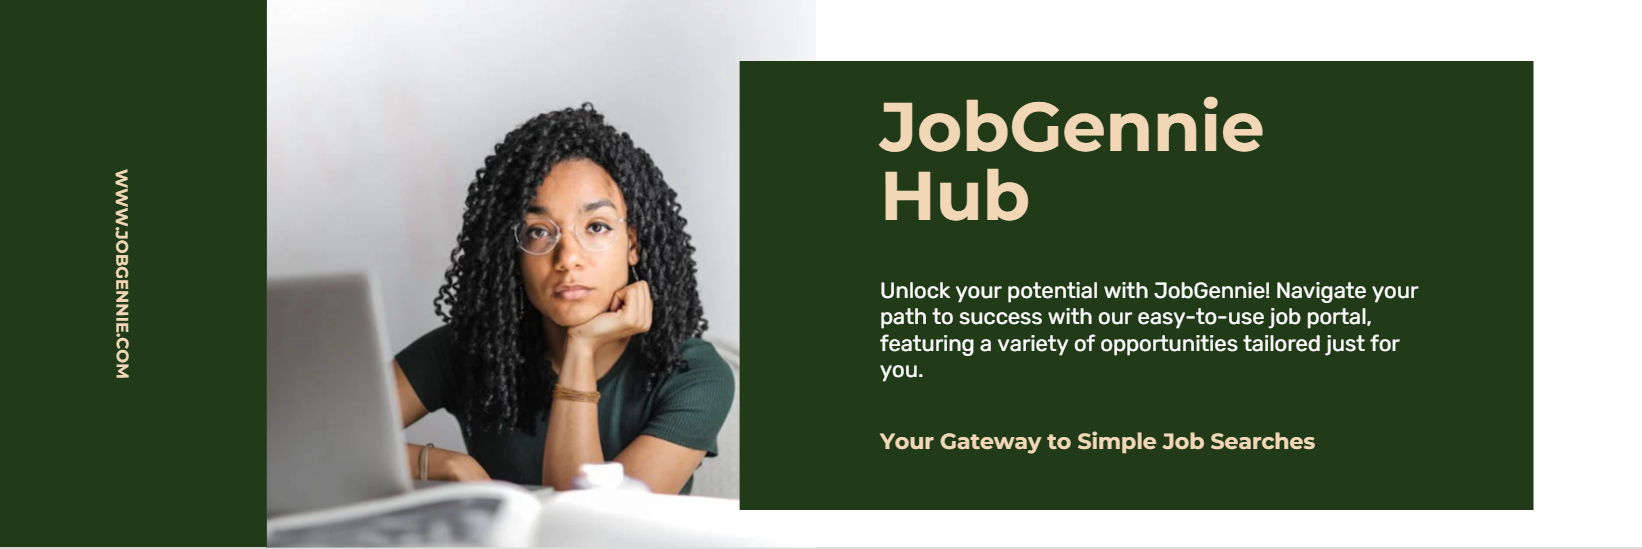 WWW.JOBGENNIE.COM
JobGennie
Hub
Unlock your potential with JobGennie! Navigate your
path to success with our easy-to-use job portal,
featuring a variety of opportunities tailored just for
you.
Your Gateway to Simple Job Searches